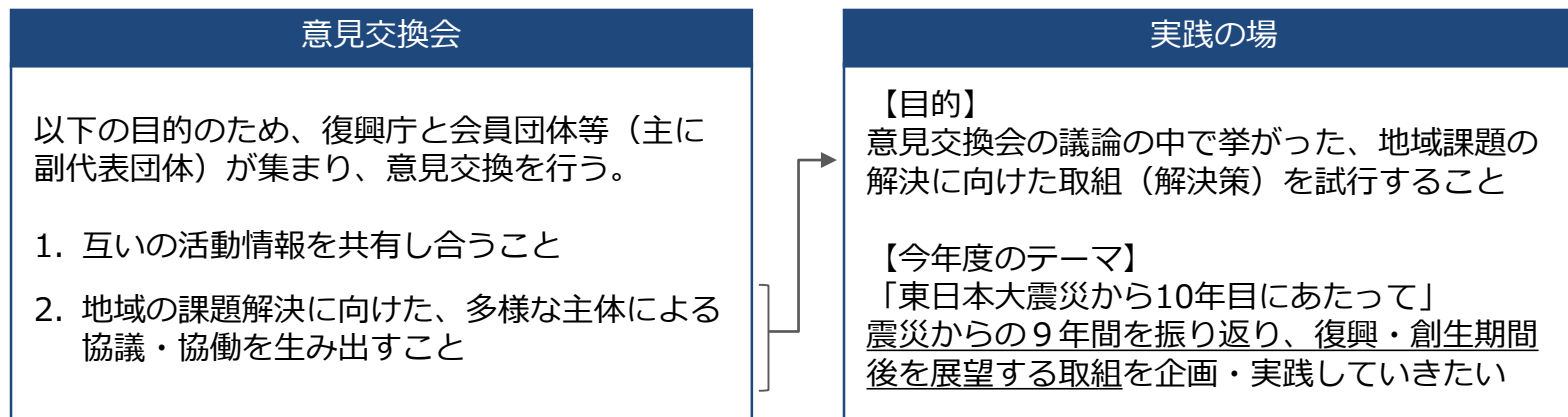 意見交換会
以下の目的のため、復興庁と会員団体等（主に
副代表団体）が集まり、意見交換を行う。
1. 互いの活動情報を共有し合うこと
2. 地域の課題解決に向けた、多様な主体による
協議・協働を生み出すこと
実践の場
【目的】
意見交換会の議論の中で挙がった、地域課題の
解決に向けた取組（解決策）を試行すること
【今年度のテーマ】
「東日本大震災から10年目にあたって」
震災からの９年間を振り返り、復興・創生期間
後を展望する取組を企画・実践していきたい